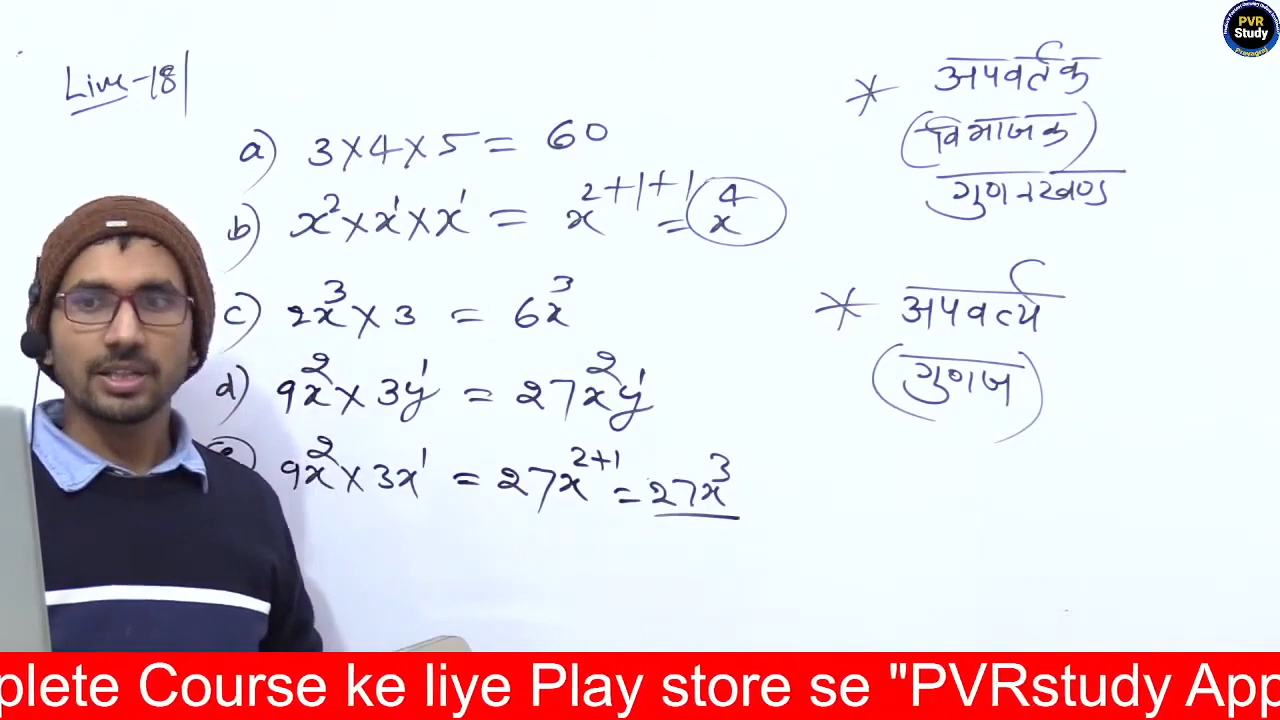 Live-18
a) 3×4×5 = 60
b) x²×x¹×x¹ = x²⁺¹⁺¹ = x⁴
c) 2x³×3 = 6x³
d) 9x²×3y¹ = 27x²y¹
e) 9x²×3x¹ = 27x²⁺¹ = 27x³
* अपवर्तक
(विभाजक)
गुणनखण्ड
* अपवर्त्य
(गुणज)
PVR
Study
Prayagraj
plete Course ke liye Play store se "PVRstudy App